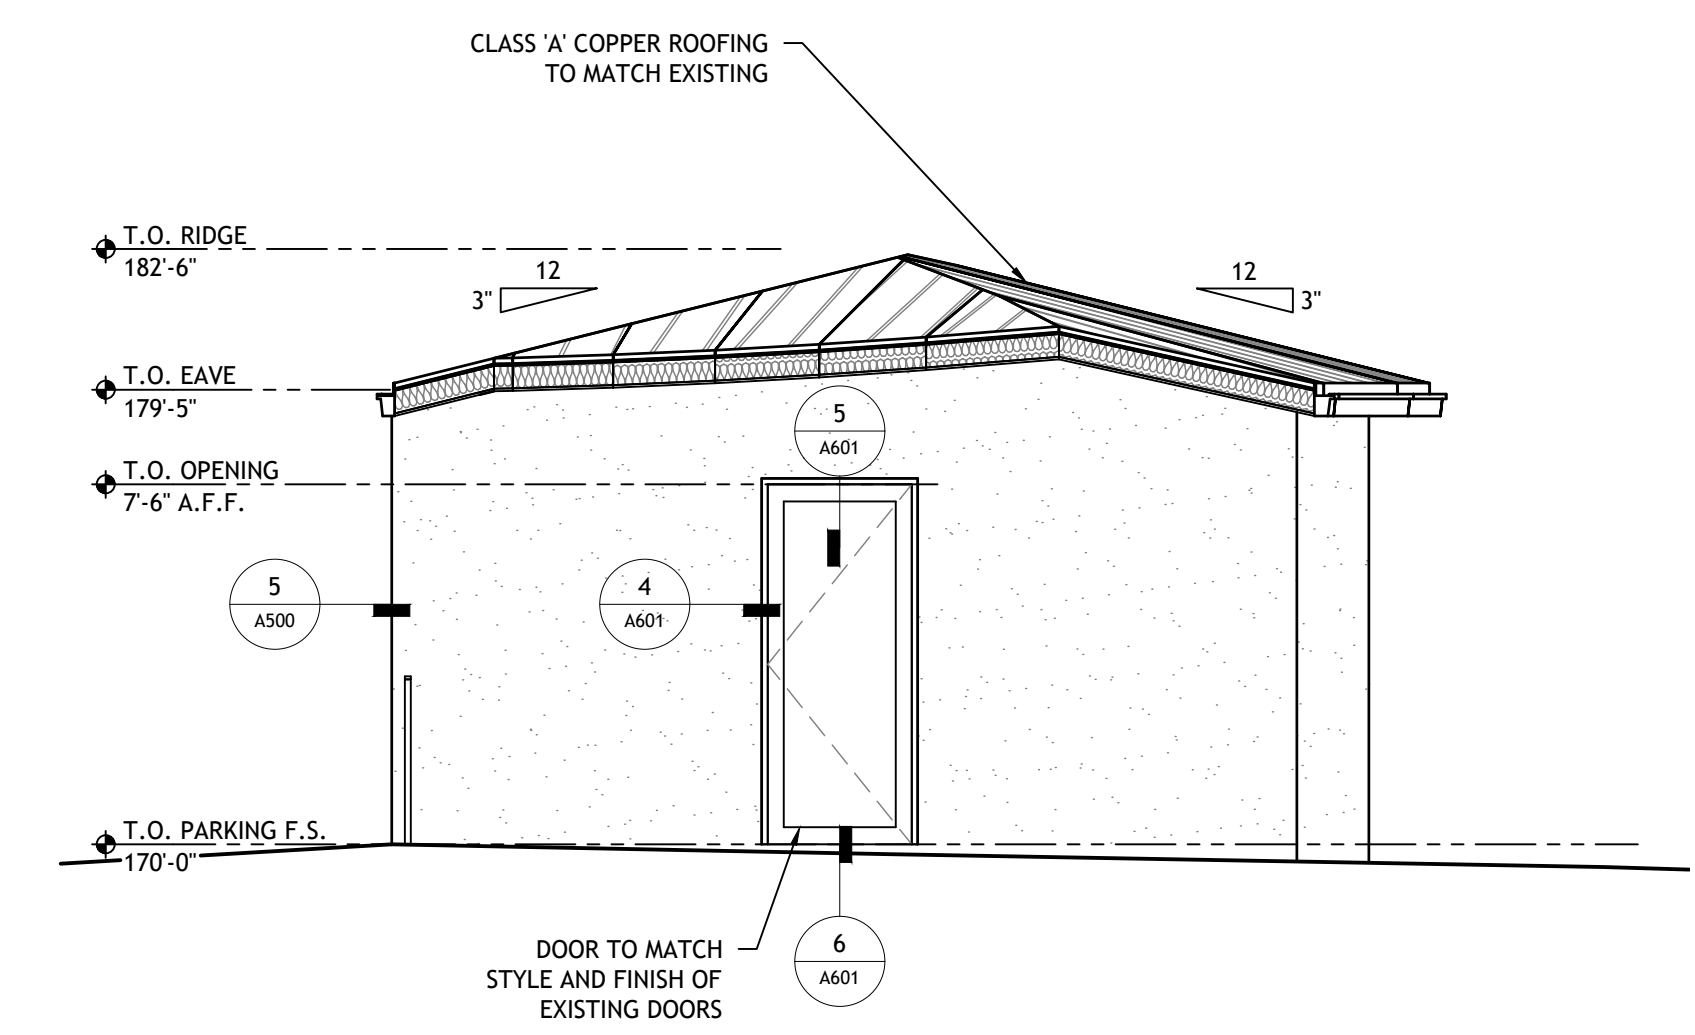 CLASS 'A' COPPER ROOFING
TO MATCH EXISTING
T.O. RIDGE
182'-6"
12
3"
12
3"
T.O. EAVE
179'-5"
5
A601
T.O. OPENING
7'-6" A.F.F.
5
A500
4
A601
T.O. PARKING F.S.
170'-0"
DOOR TO MATCH
STYLE AND FINISH OF
EXISTING DOORS
6
A601